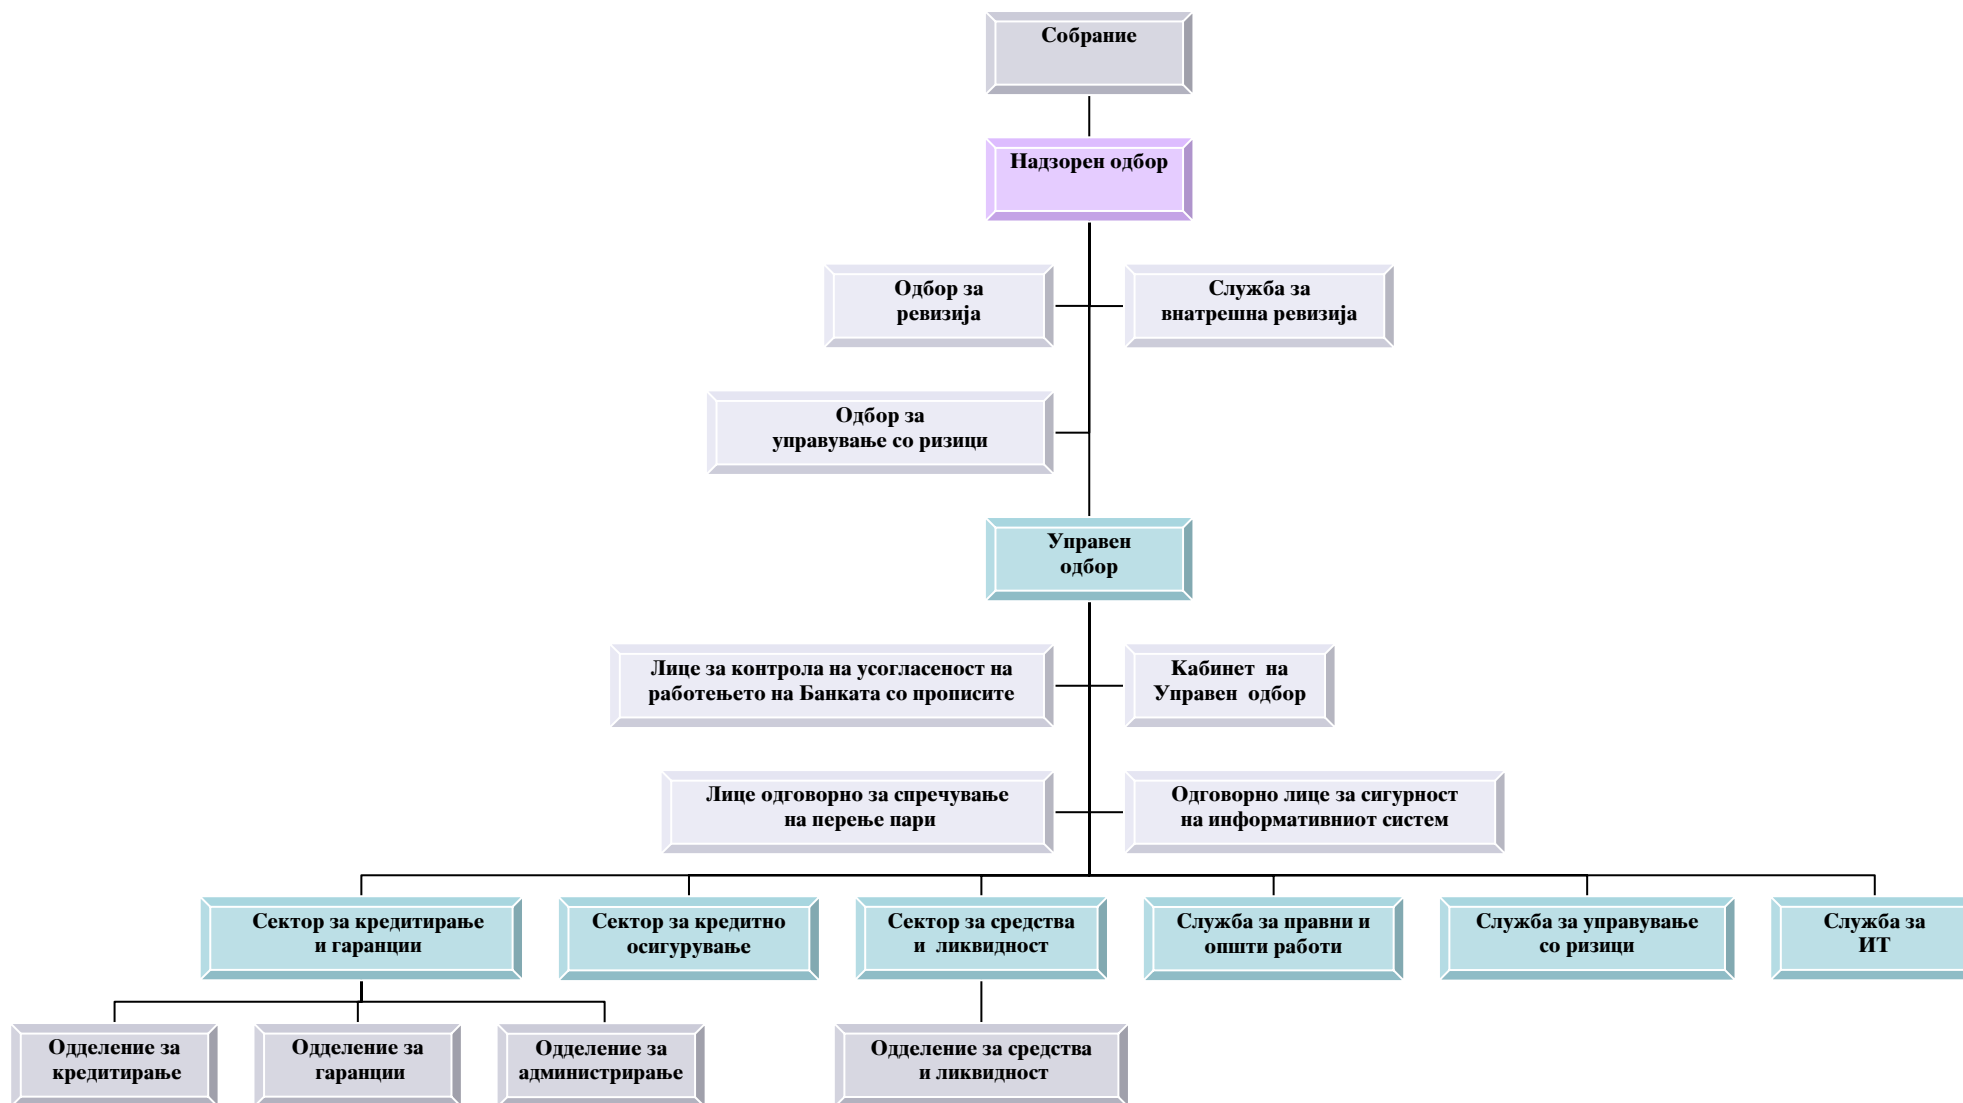 Собрание
Надзорен одбор
Одбор за
ревизија
Служба за
внатрешна ревизија
Одбор за
управување со ризици
Управен
одбор
Лице за контрола на усогласеност на
работењето на Банката со прописите
Кабинет на
Управен одбор
Лице одговорно за спречување
на перење пари
Одговорно лице за сигурност
на информативниот систем
Сектор за кредитирање
и гаранции
Сектор за кредитно
осигурување
Сектор за средства
и ликвидност
Служба за правни и
општи работи
Служба за управување
со ризици
Служба за
ИТ
Одделение за
кредитирање
Одделение за
гаранции
Одделение за
администрирање
Одделение за средства
и ликвидност